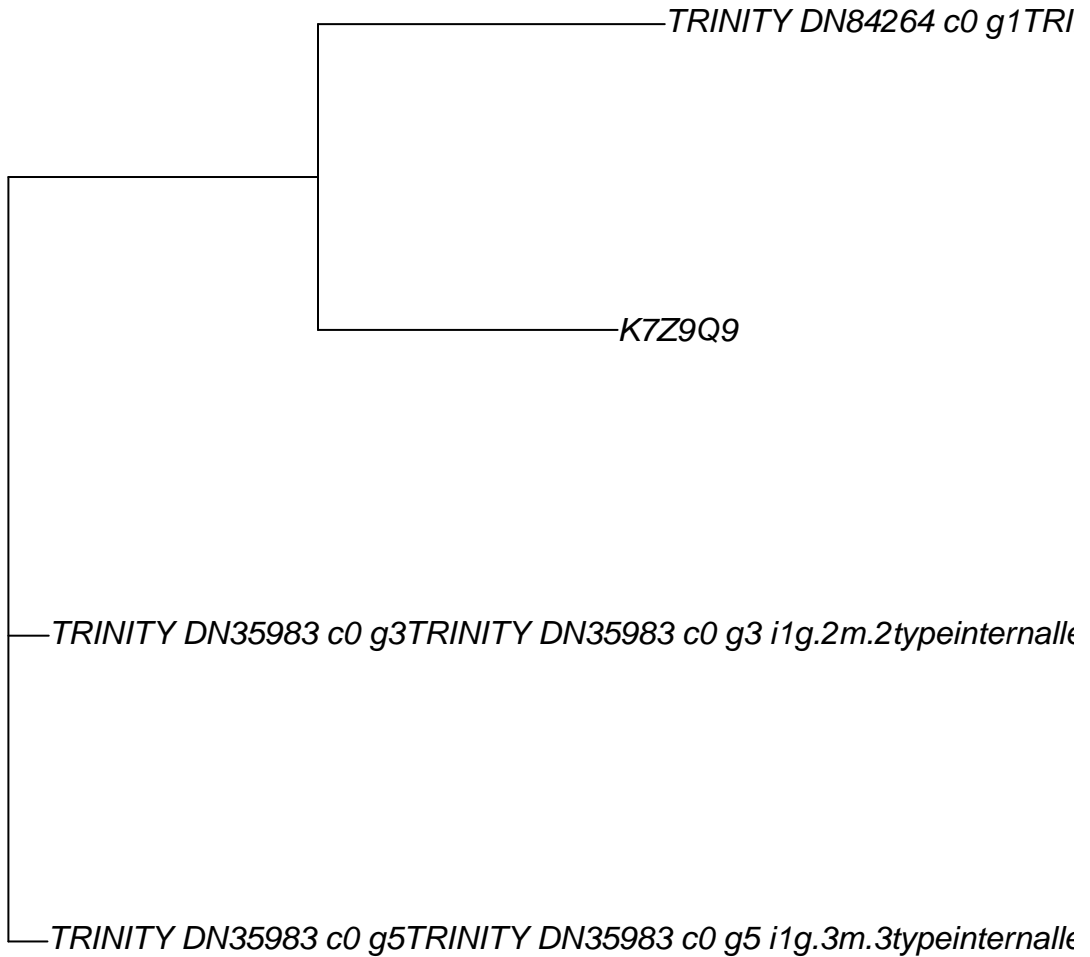 TRINITY DN84264 c0 g1TRI
K7Z9Q9
TRINITY DN35983 c0 g3TRINITY DN35983 c0 g3 i1g.2m.2typeinternalle
TRINITY DN35983 c0 g5TRINITY DN35983 c0 g5 i1g.3m.3typeinternalle